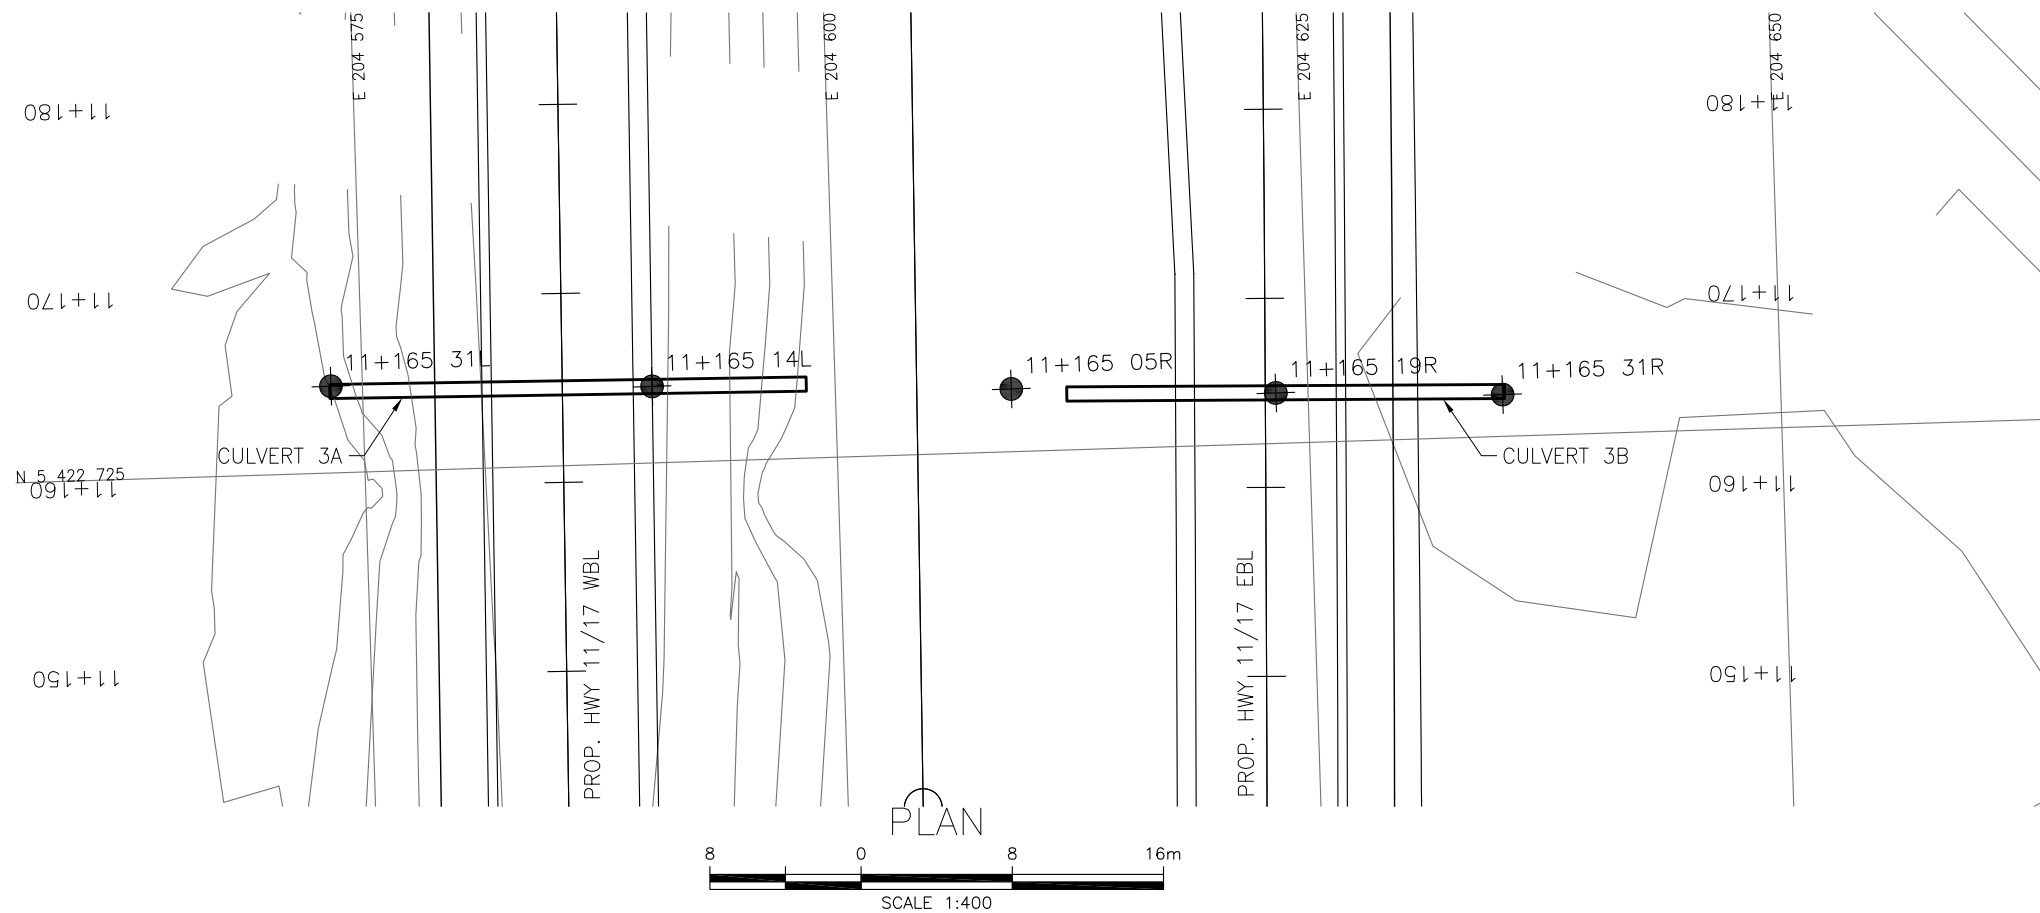 E 204 575
E 204 600
E 204 625
E 204 650
11+180
11+180
11+170
11+170
11+165 31L
11+165 14L
11+165 05R
11+165 19R
11+165 31R
CULVERT 3A
CULVERT 3B
N 5 422 725
11+160
11+160
PROP. HWY 11/17 WBL
PROP. HWY 11/17 EBL
11+150
11+150
PLAN
8 0 8 16m
SCALE 1:400